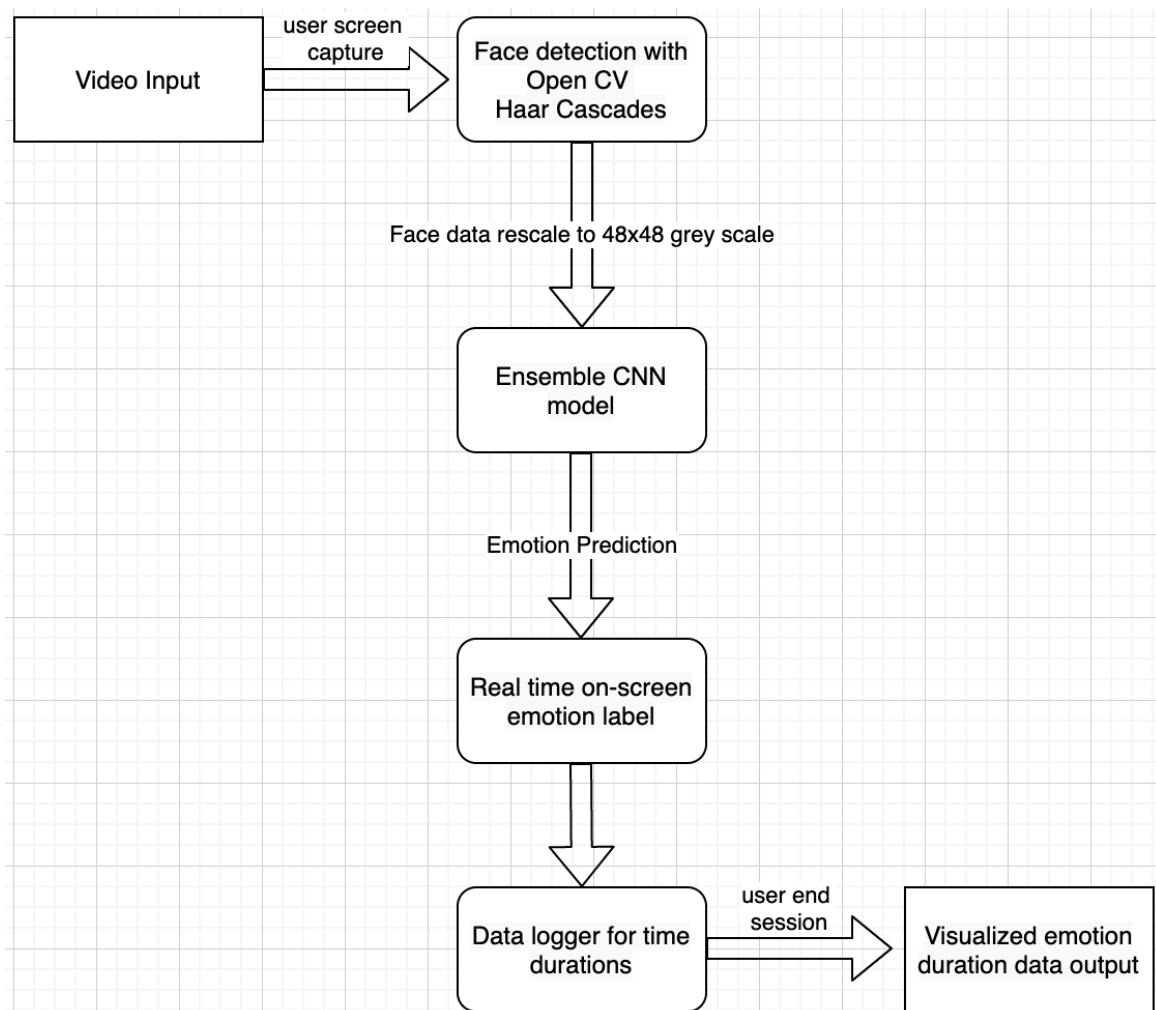 user screen
capture
Video Input
Face detection with
Open CV
Haar Cascades
Face data rescale to 48x48 grey scale
Ensemble CNN
model
Emotion Prediction
Real time on-screen
emotion label
Data logger for time
durations
user end
session
Visualized emotion
duration data output